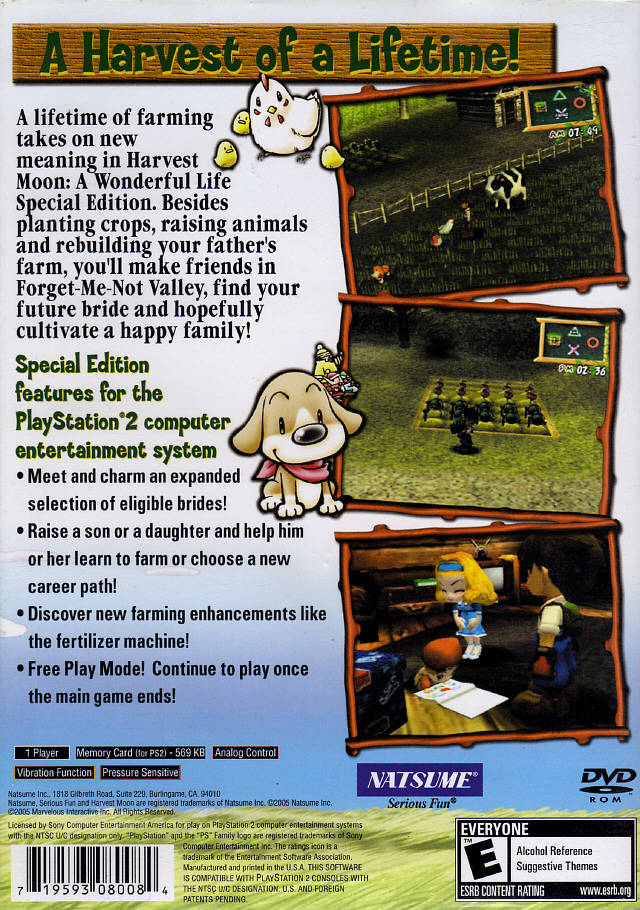 A Harvest of a Lifetime!
A lifetime of farming
takes on new
meaning in Harvest
Moon: A Wonderful Life
Special Edition. Besides
planting crops, raising animals
and rebuilding your father's
farm, you'll make friends in
Forget-Me-Not Valley, find your
future bride and hopefully
cultivate a happy family!
AM 07:49
PM 02:36
Special Edition
features for the
PlayStation®2 computer
entertainment system
• Meet and charm an expanded
selection of eligible brides!
• Raise a son or a daughter and help him
or her learn to farm or choose a new
career path!
• Discover new farming enhancements like
the fertilizer machine!
• Free Play Mode! Continue to play once
the main game ends!
1 Player
Memory Card (for PS2) - 569 KB
Analog Control
Vibration Function
Pressure Sensitive
NATSUME®
Serious Fun®
DVD
ROM
Natsume Inc., 1818 Gilbreth Road, Suite 229, Burlingame, CA. 94010
Natsume, Serious Fun and Harvest Moon are registered trademarks of Natsume Inc. ©2005 Natsume Inc.
©2005 Marvelous Interactive Inc. All Rights Reserved.
Licensed by Sony Computer Entertainment America for play on PlayStation 2 computer entertainment systems
with the NTSC U/C designation only. "PlayStation" and the "PS" Family logo are registered trademarks of Sony
Computer Entertainment Inc. The ratings icon is a
trademark of the Entertainment Software Association.
Manufactured and printed in the U.S.A. THIS SOFTWARE
IS COMPATIBLE WITH PLAYSTATION 2 CONSOLES WITH
THE NTSC U/C DESIGNATION. U.S. AND FOREIGN
PATENTS PENDING.
7 19593 08008 4
EVERYONE
E
TM
Alcohol Reference
Suggestive Themes
ESRB CONTENT RATING www.esrb.org